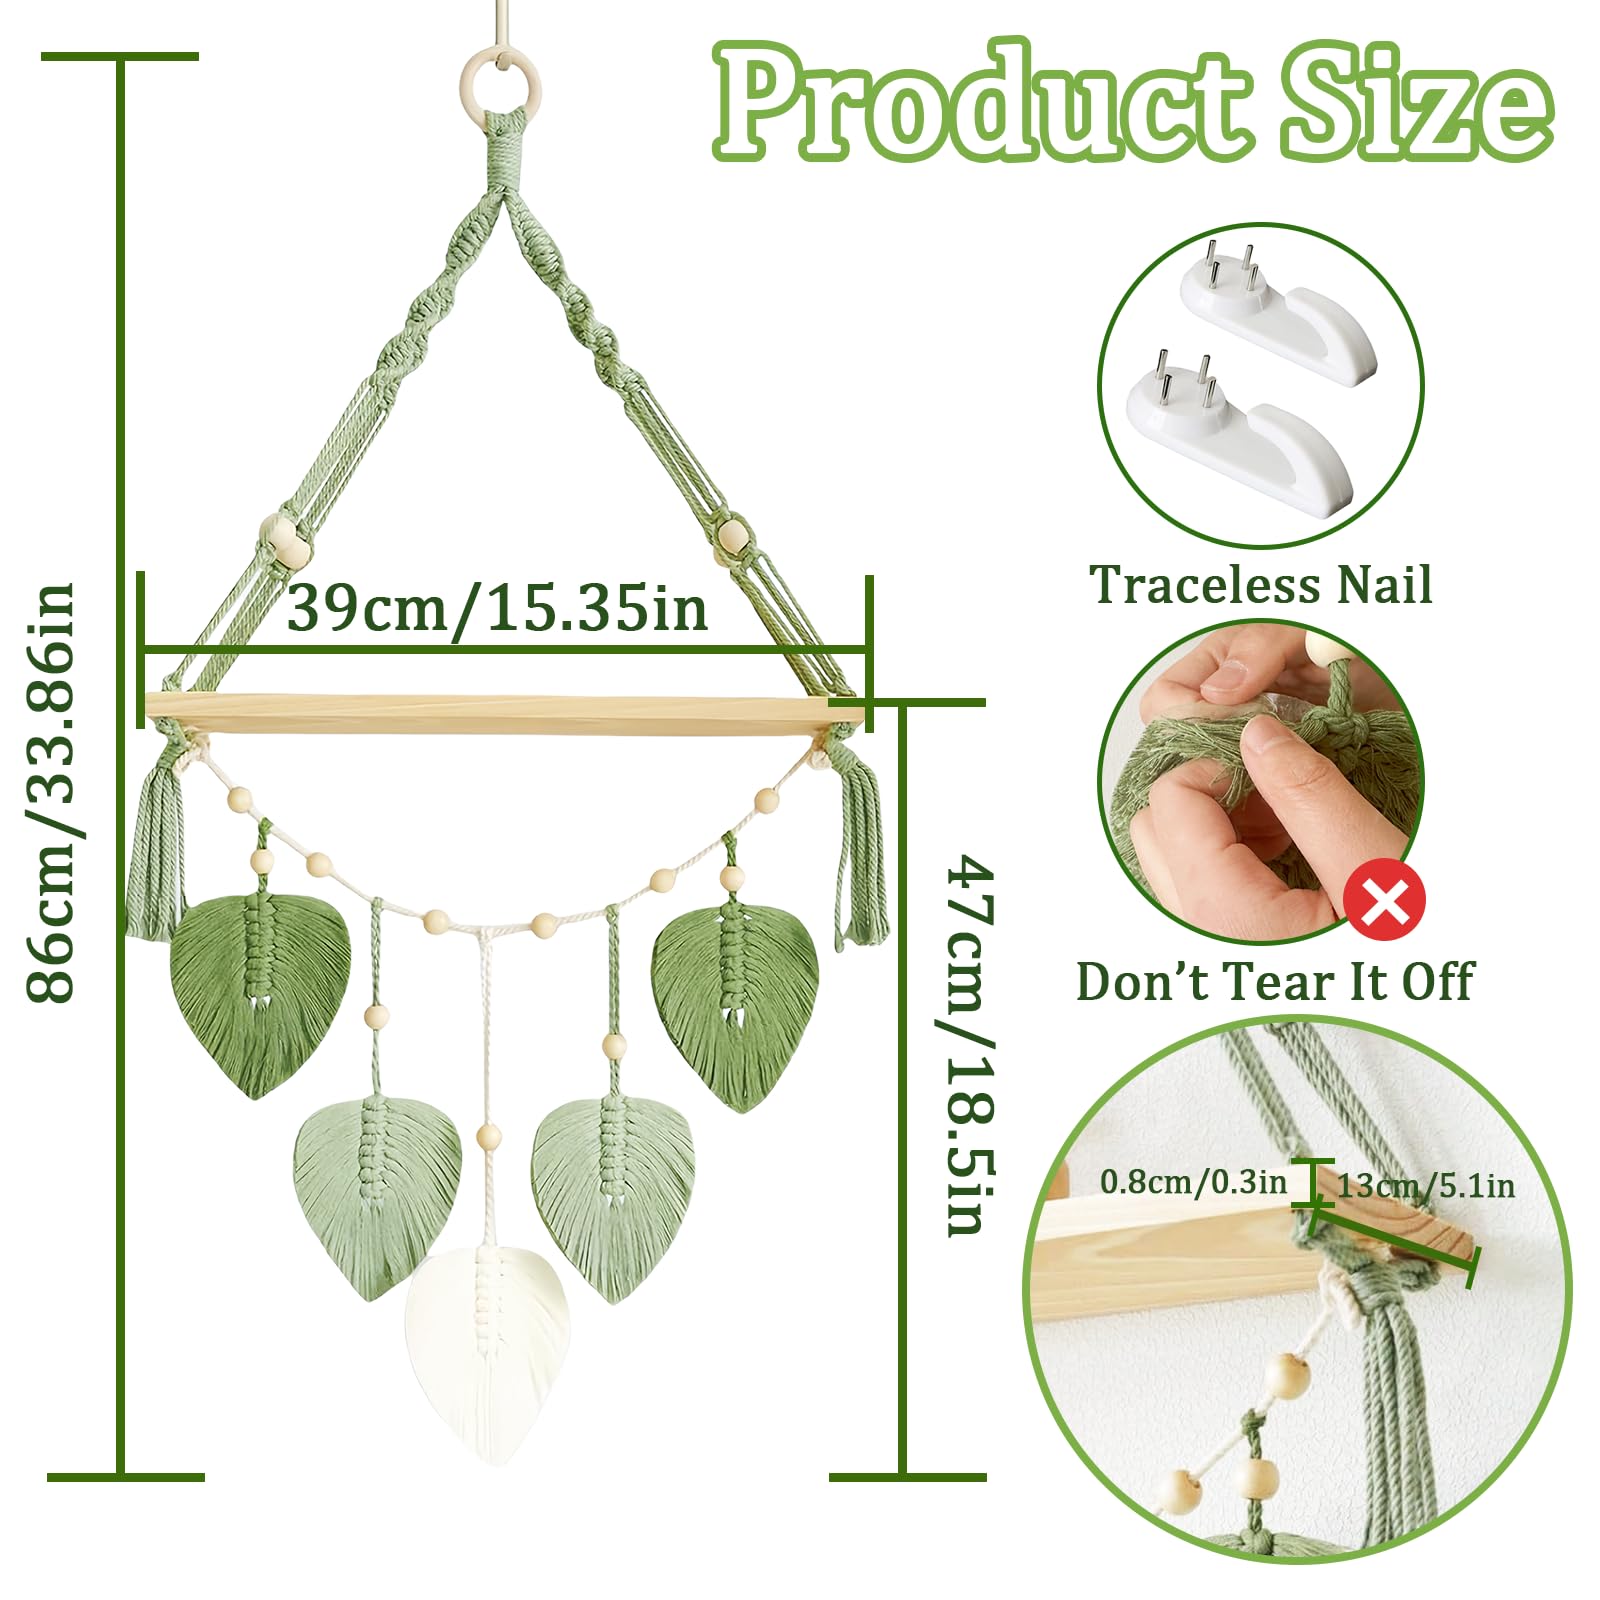 Product Size
Traceless Nail
39cm/15.35in
86cm/33.86in
47cm/18.5in
Don’t Tear It Off
0.8cm/0.3in
13cm/5.1in